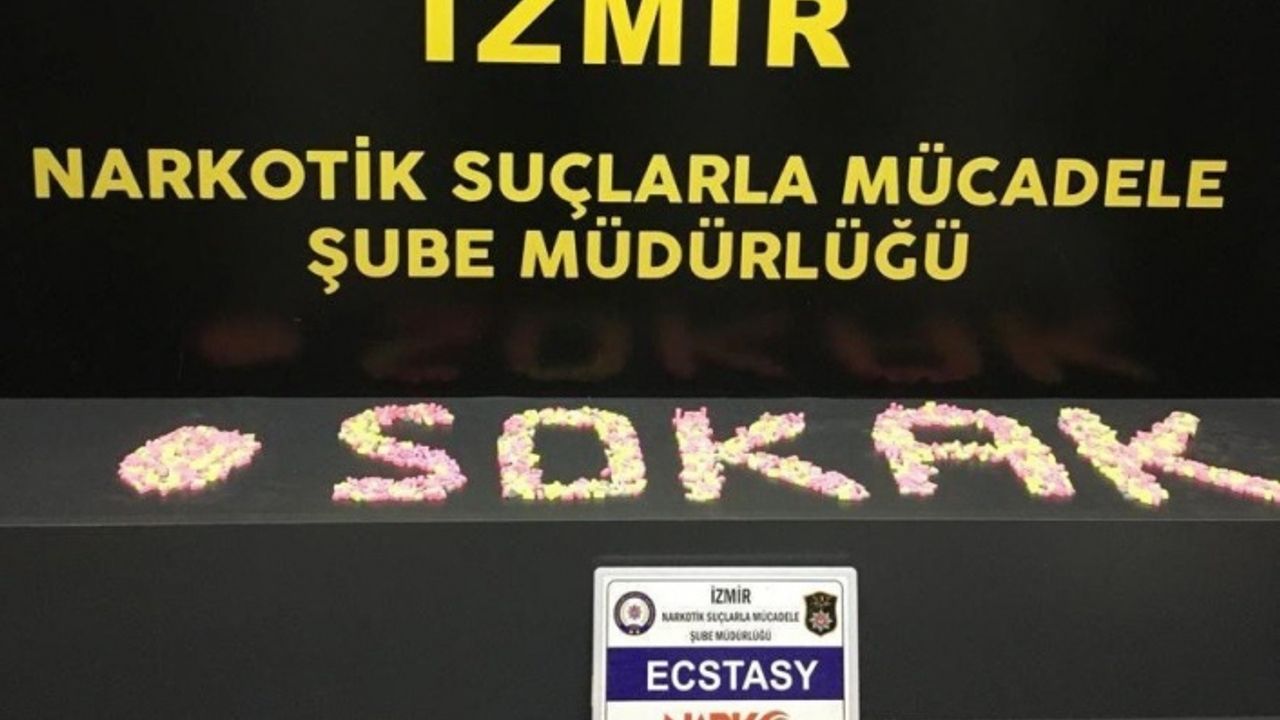 İZMİR
NARKOTİK SUÇLARLA MÜCADELE
ŞUBE MÜDÜRLÜĞÜ
SOKAK
İZMİR
NARKOTİK SUÇLARLA MÜCADELE
ŞUBE MÜDÜRLÜĞÜ
ECSTASY